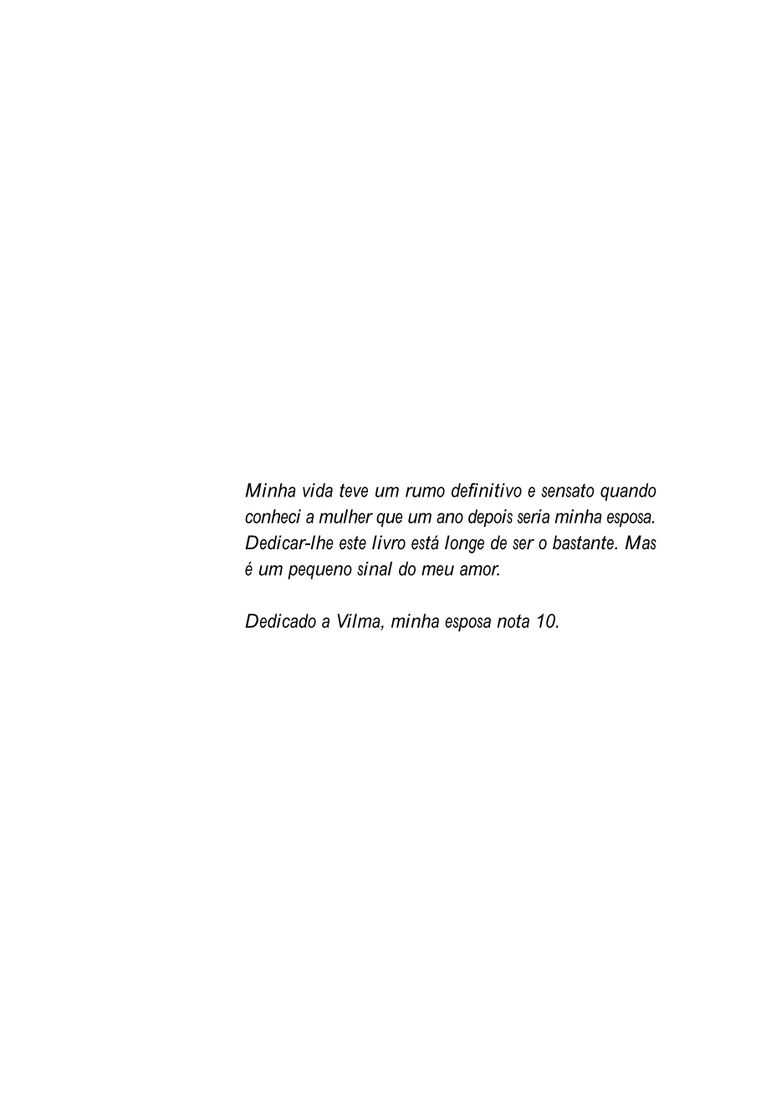 Minha vida teve um rumo definitivo e sensato quando
conheci a mulher que um ano depois seria minha esposa.
Dedicar-lhe este livro está longe de ser o bastante. Mas
é um pequeno sinal do meu amor.
Dedicado a Vilma, minha esposa nota 10.